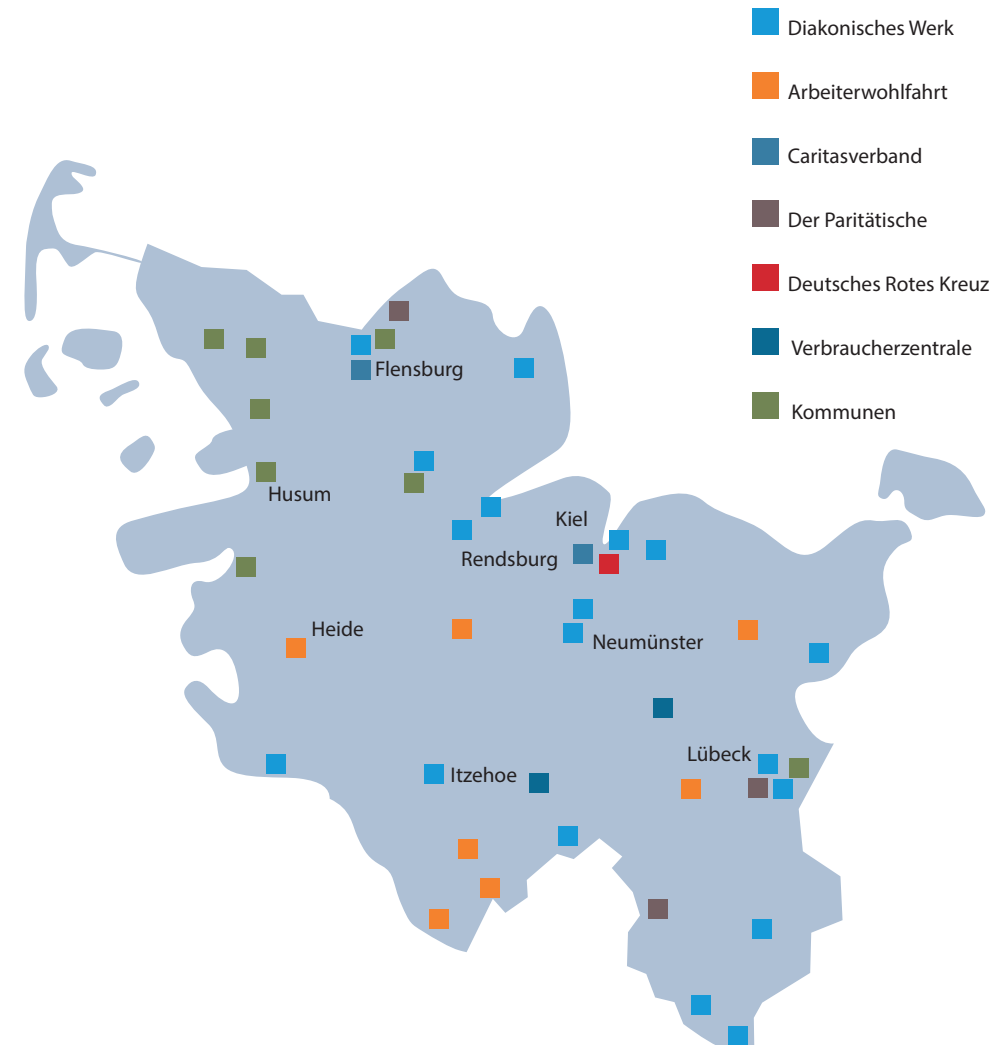 Diakonisches Werk
Arbeiterwohlfahrt
Caritasverband
Der Paritätische
Deutsches Rotes Kreuz
Verbraucherzentrale
Kommunen
Flensburg
Husum
Kiel
Rendsburg
Heide
Neumünster
Lübeck
Itzehoe